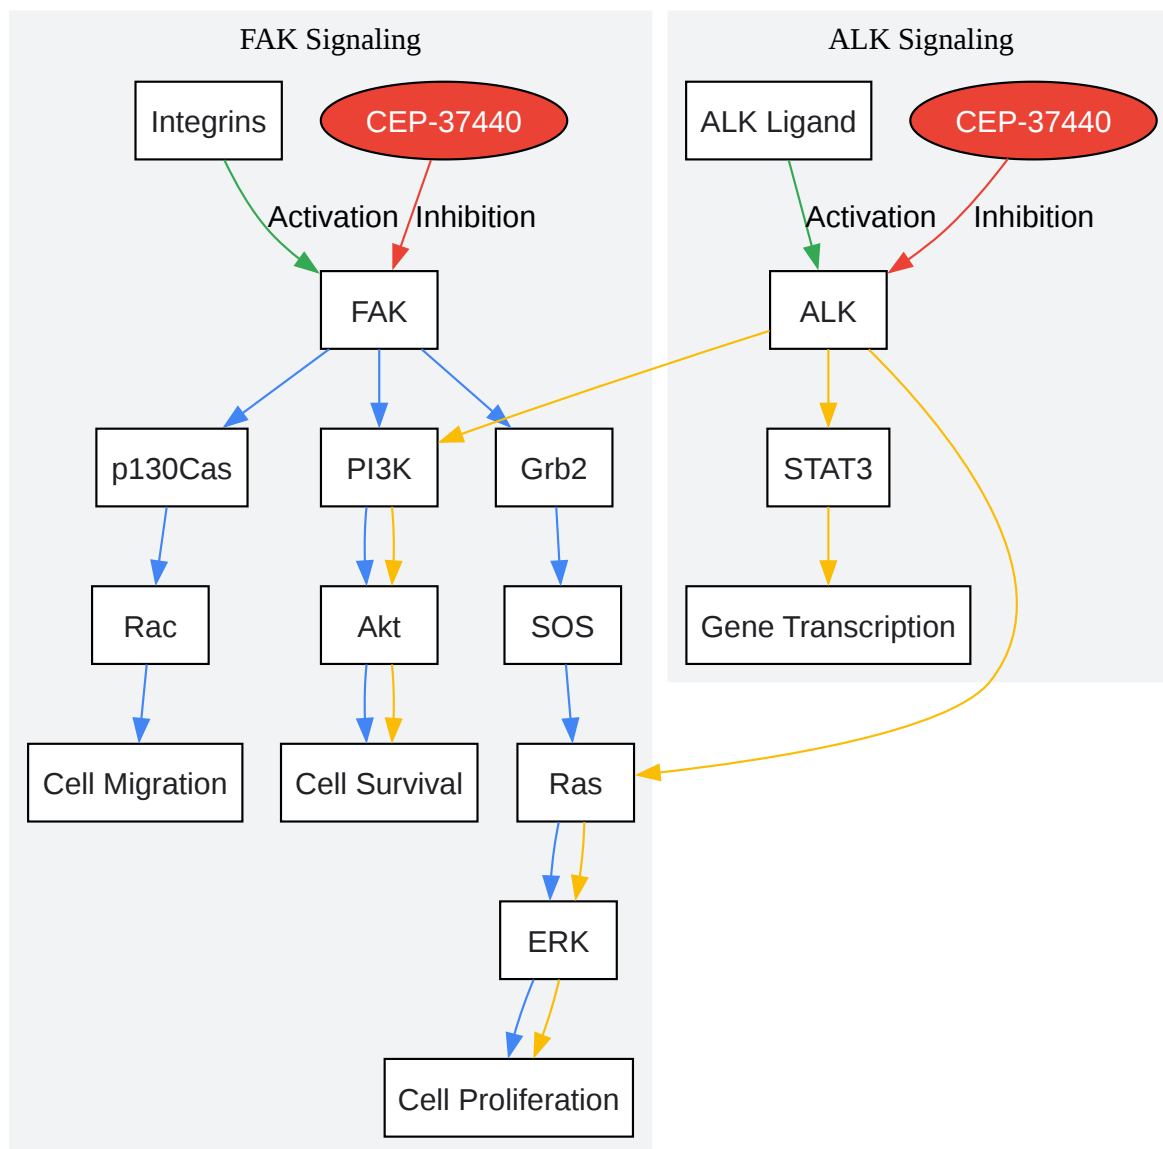 FAK Signaling
ALK Signaling
Integrins
CEP-37440
ALK Ligand
CEP-37440
Activation
Inhibition
Activation
Inhibition
FAK
ALK
p130Cas
PI3K
Grb2
STAT3
Rac
Akt
SOS
Gene Transcription
Cell Migration
Cell Survival
Ras
ERK
Cell Proliferation